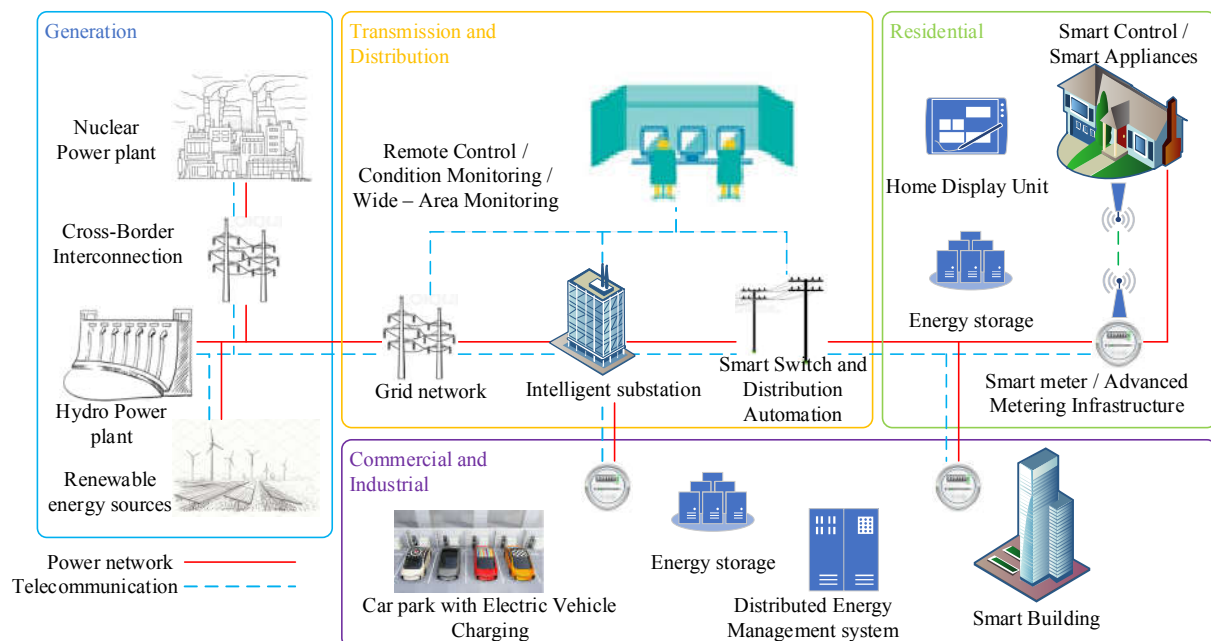 Generation
Nuclear
Power plant
Cross-Border
Interconnection
Hydro Power
plant
Renewable
energy sources
Power network
Telecommunication
Transmission and
Distribution
Remote Control /
Condition Monitoring /
Wide – Area Monitoring
Grid network
Intelligent substation
Smart Switch and
Distribution
Automation
Residential
Smart Control /
Smart Appliances
Home Display Unit
Energy storage
Smart meter / Advanced
Metering Infrastructure
Commercial and
Industrial
Car park with Electric Vehicle
Charging
Energy storage
Distributed Energy
Management system
Smart Building